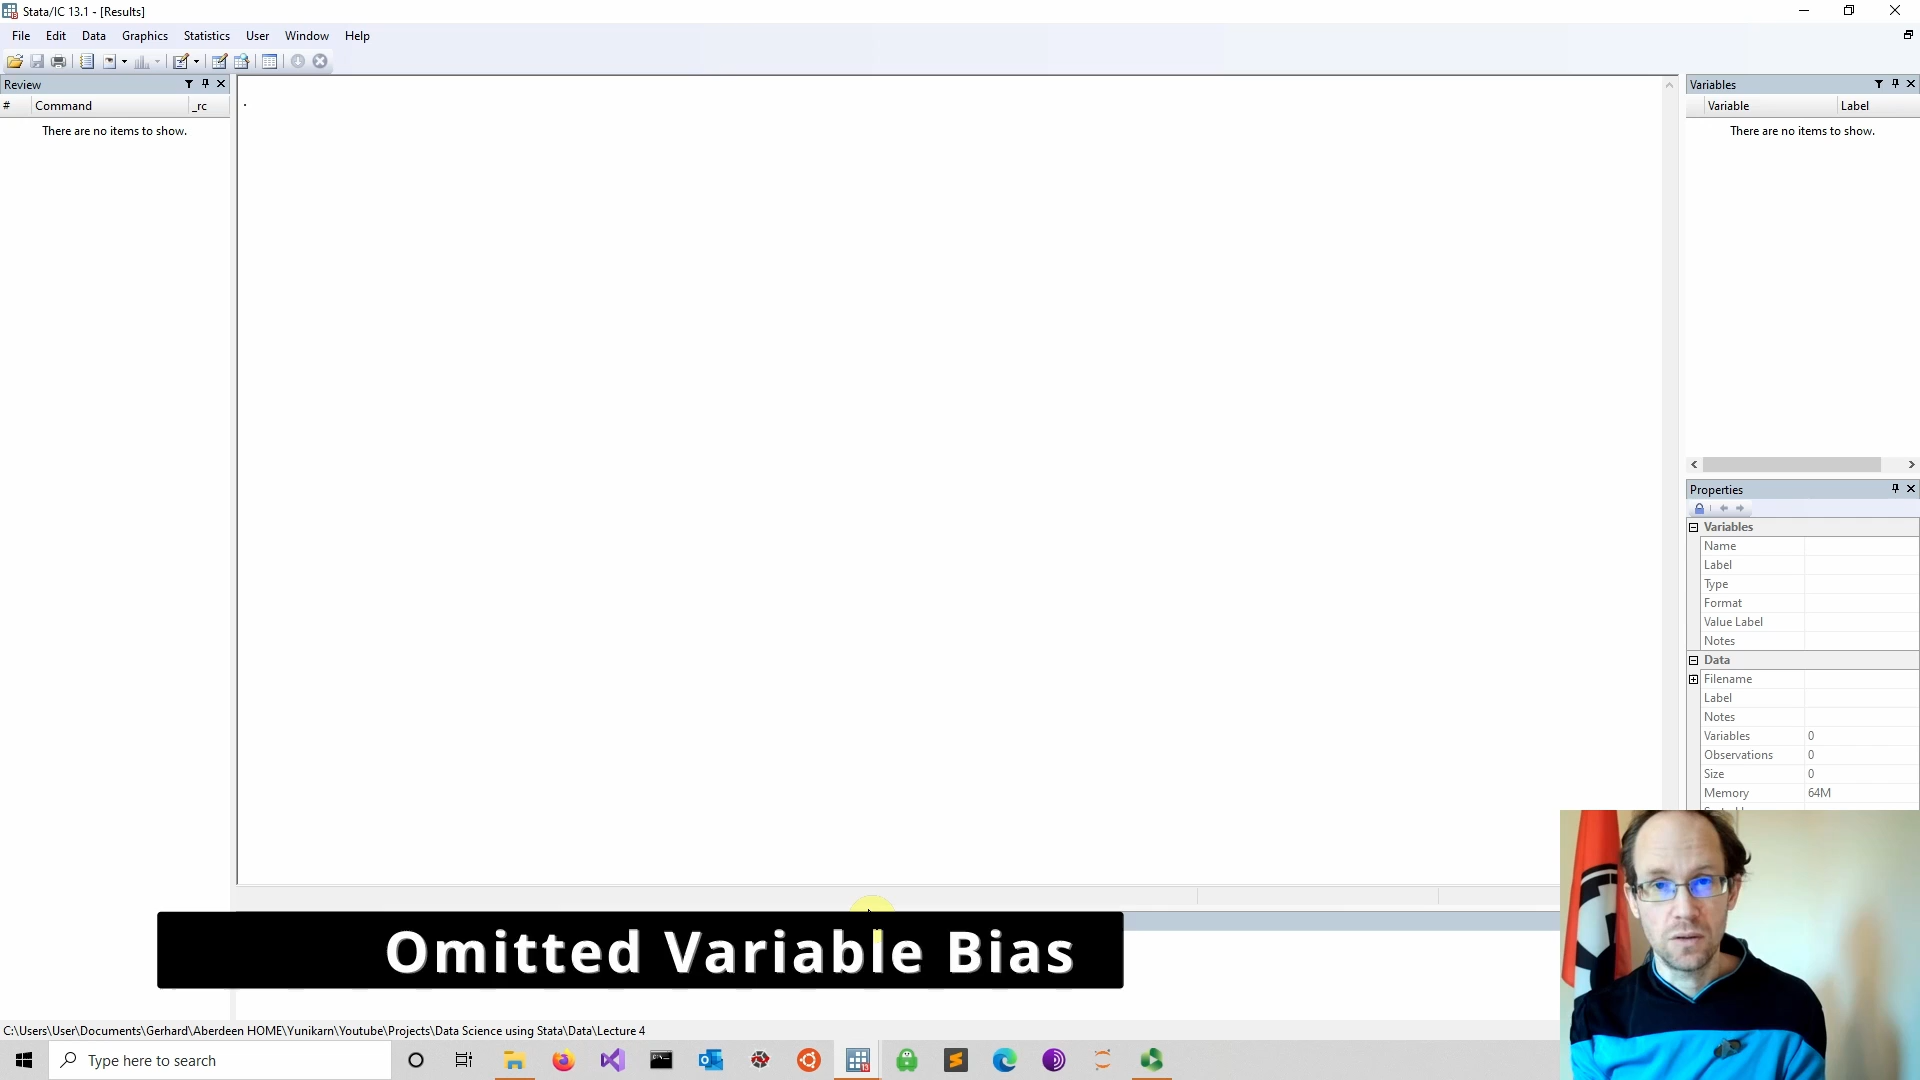 Stata/IC 13.1 - [Results]
File Edit Data Graphics Statistics User Window Help
Review
# Command _rc
There are no items to show.
.
Variables
Variable Label
There are no items to show.
Properties
Variables
Name
Label
Type
Format
Value Label
Notes
Data
Filename
Label
Notes
Variables 0
Observations 0
Size 0
Memory 64M
Omitted Variable Bias
C:\Users\User\Documents\Gerhard\Aberdeen HOME\Yunikarn\Youtube\Projects\Data Science using Stata\Data\Lecture 4
Type here to search